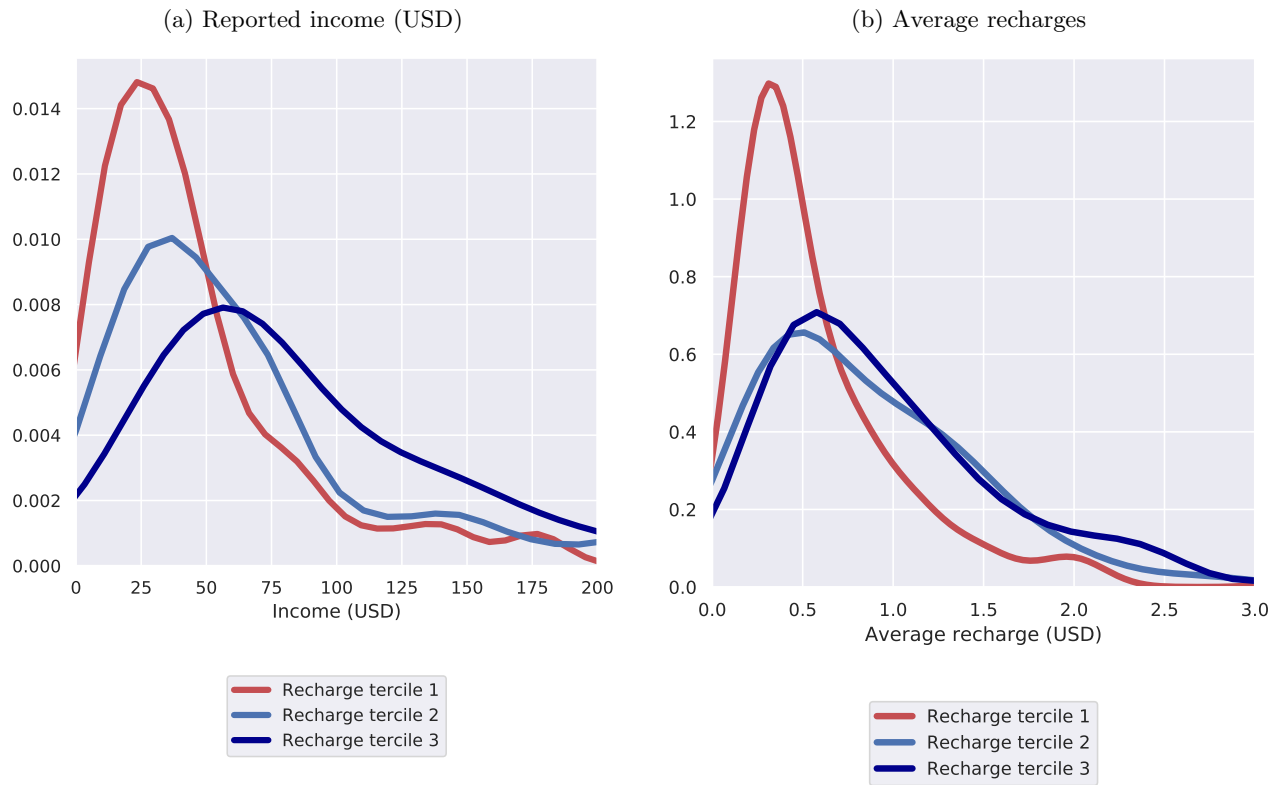 (a) Reported income (USD)
0.014
0.012
0.010
0.008
0.006
0.004
0.002
0.000
0 25 50 75 100 125 150 175 200
Income (USD)
Recharge tercile 1
Recharge tercile 2
Recharge tercile 3
(b) Average recharges
1.2
1.0
0.8
0.6
0.4
0.2
0.0
0.0 0.5 1.0 1.5 2.0 2.5 3.0
Average recharge (USD)
Recharge tercile 1
Recharge tercile 2
Recharge tercile 3